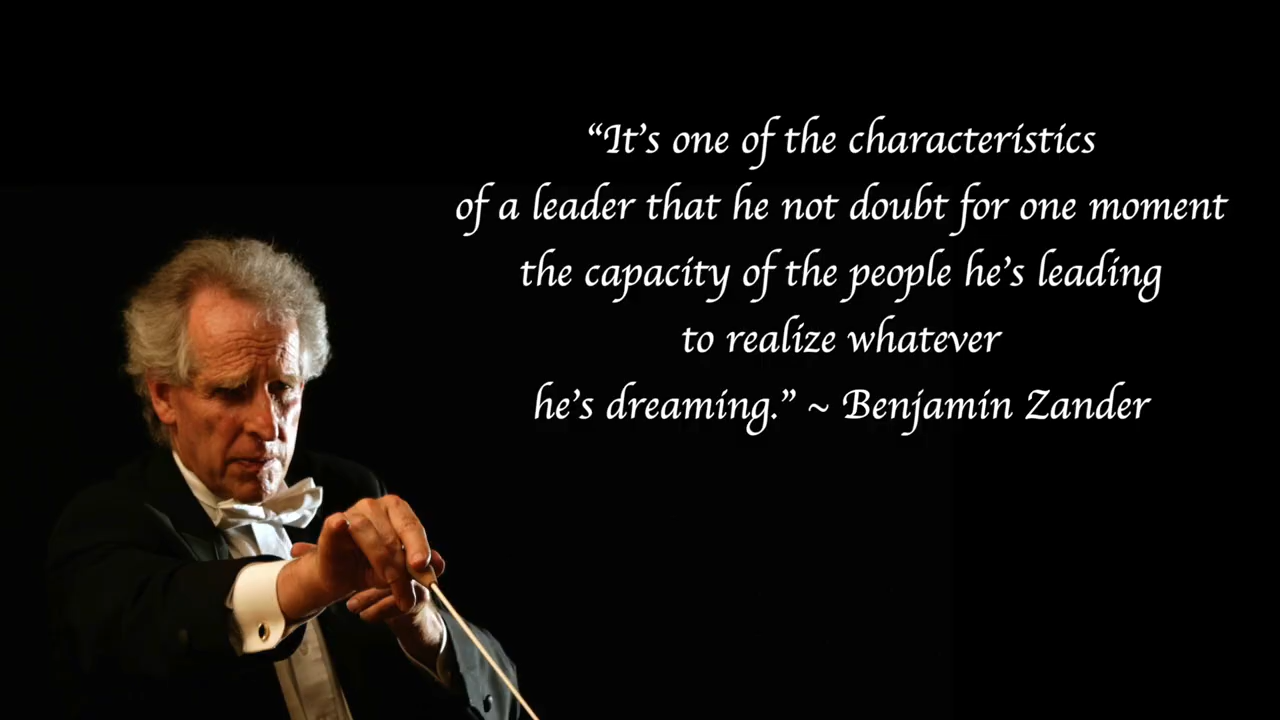 “It's one of the characteristics
of a leader that he not doubt for one moment
the capacity of the people he's leading
to realize whatever
he's dreaming.” ~ Benjamin Zander